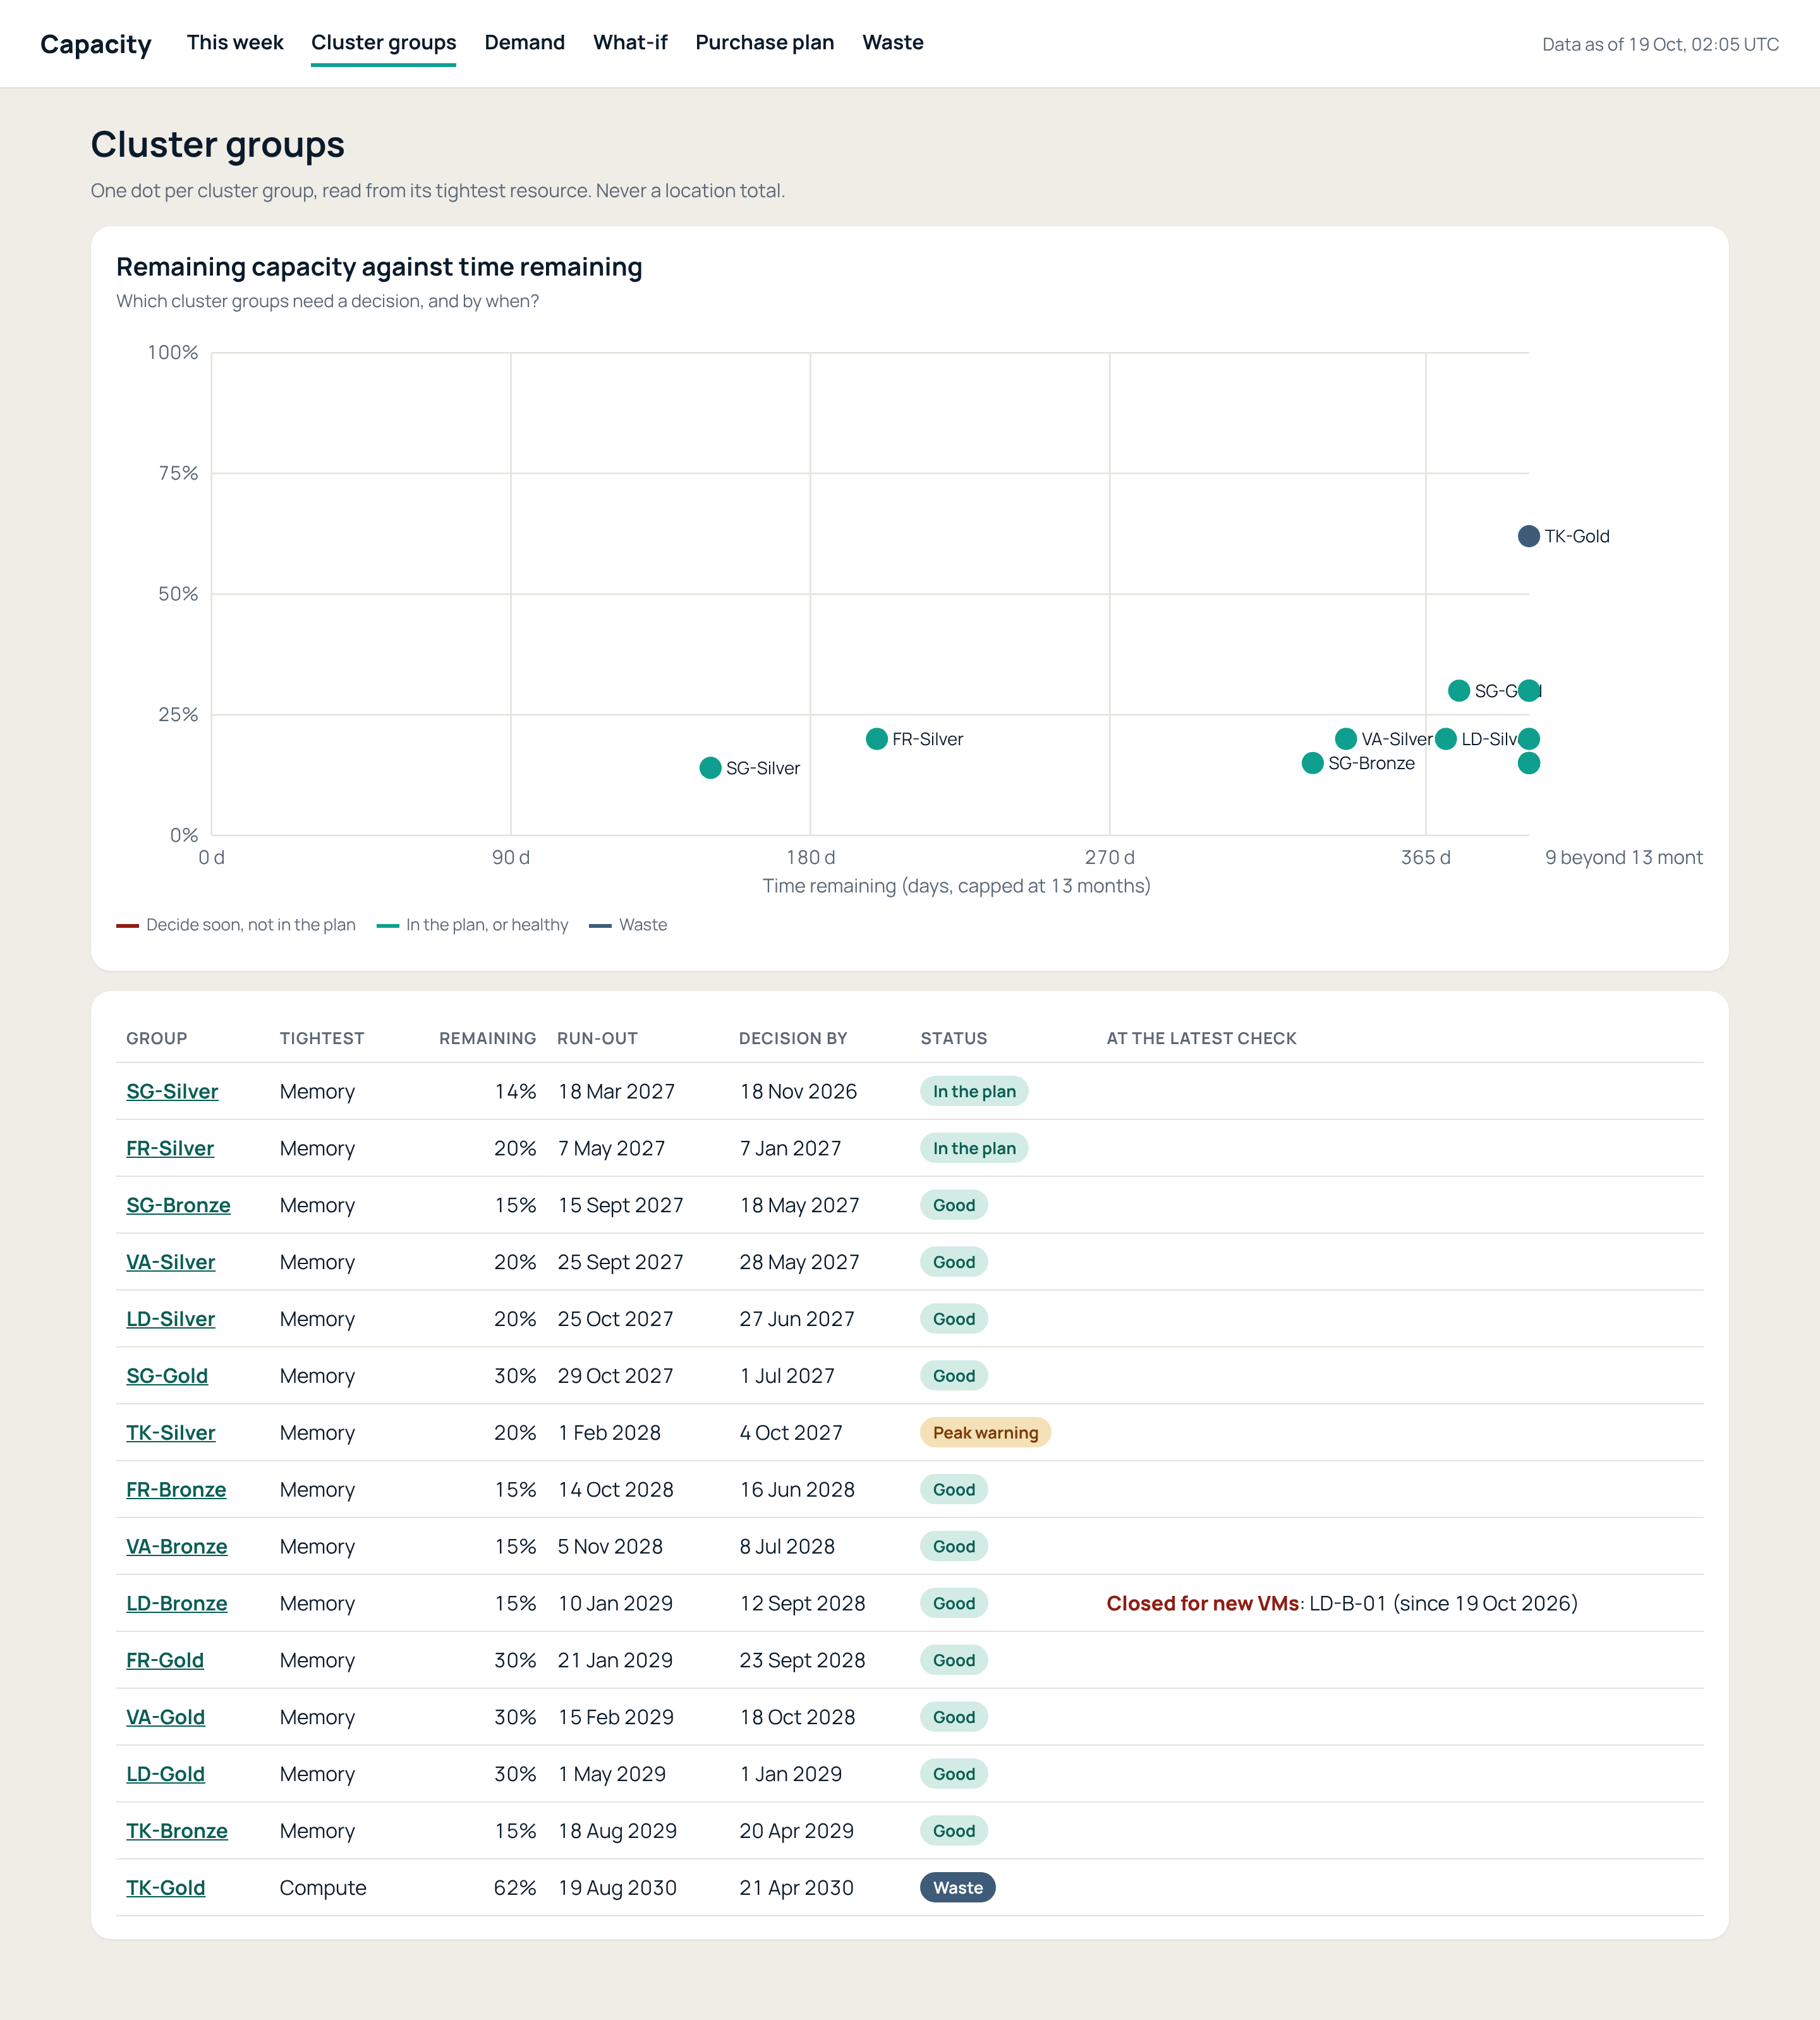 Capacity This week Cluster groups Demand What-if Purchase plan Waste Data as of 19 Oct, 02:05 UTC
Cluster groups
One dot per cluster group, read from its tightest resource. Never a location total.
Remaining capacity against time remaining
Which cluster groups need a decision, and by when?
100%
75%
TK-Gold
50%
SG-G
25%
FR-Silver VA-Silver LD-Silv
SG-Silver SG-Bronze
0%
0 d 90 d 180 d 270 d 365 d 9 beyond 13 mont
Time remaining (days, capped at 13 months)
Decide soon, not in the plan In the plan, or healthy Waste
GROUP TIGHTEST REMAINING RUN-OUT DECISION BY STATUS AT THE LATEST CHECK
SG-Silver Memory 14% 18 Mar 2027 18 Nov 2026 In the plan
FR-Silver Memory 20% 7 May 2027 7 Jan 2027 In the plan
SG-Bronze Memory 15% 15 Sept 2027 18 May 2027 Good
VA-Silver Memory 20% 25 Sept 2027 28 May 2027 Good
LD-Silver Memory 20% 25 Oct 2027 27 Jun 2027 Good
SG-Gold Memory 30% 29 Oct 2027 1 Jul 2027 Good
TK-Silver Memory 20% 1 Feb 2028 4 Oct 2027 Peak warning
FR-Bronze Memory 15% 14 Oct 2028 16 Jun 2028 Good
VA-Bronze Memory 15% 5 Nov 2028 8 Jul 2028 Good
LD-Bronze Memory 15% 10 Jan 2029 12 Sept 2028 Good Closed for new VMs: LD-B-01 (since 19 Oct 2026)
FR-Gold Memory 30% 21 Jan 2029 23 Sept 2028 Good
VA-Gold Memory 30% 15 Feb 2029 18 Oct 2028 Good
LD-Gold Memory 30% 1 May 2029 1 Jan 2029 Good
TK-Bronze Memory 15% 18 Aug 2029 20 Apr 2029 Good
TK-Gold Compute 62% 19 Aug 2030 21 Apr 2030 Waste